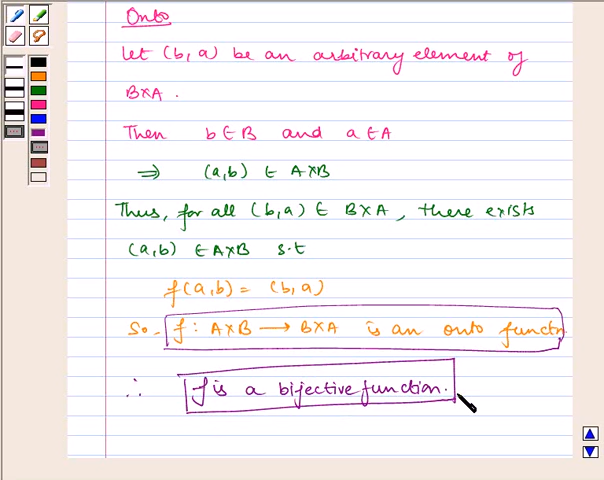 Onto
Let (b, a) be an arbitrary element of
B×A.
Then b∈B and a∈A
⇒ (a,b) ∈ A×B
Thus, for all (b,a) ∈ B×A, there exists
(a,b) ∈ A×B s.t
f(a,b) = (b,a)
So f: A×B → B×A is an onto functn
∴ f is a bijective function.